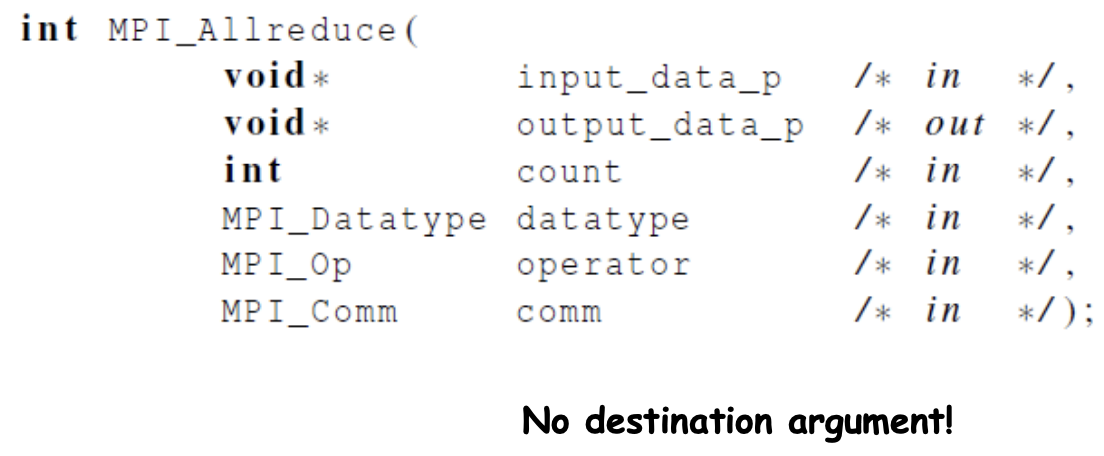 int MPI_Allreduce(
void* input_data_p /* in */,
void* output_data_p /* out */,
int count /* in */,
MPI_Datatype datatype /* in */,
MPI_Op operator /* in */,
MPI_Comm comm /* in */);
No destination argument!